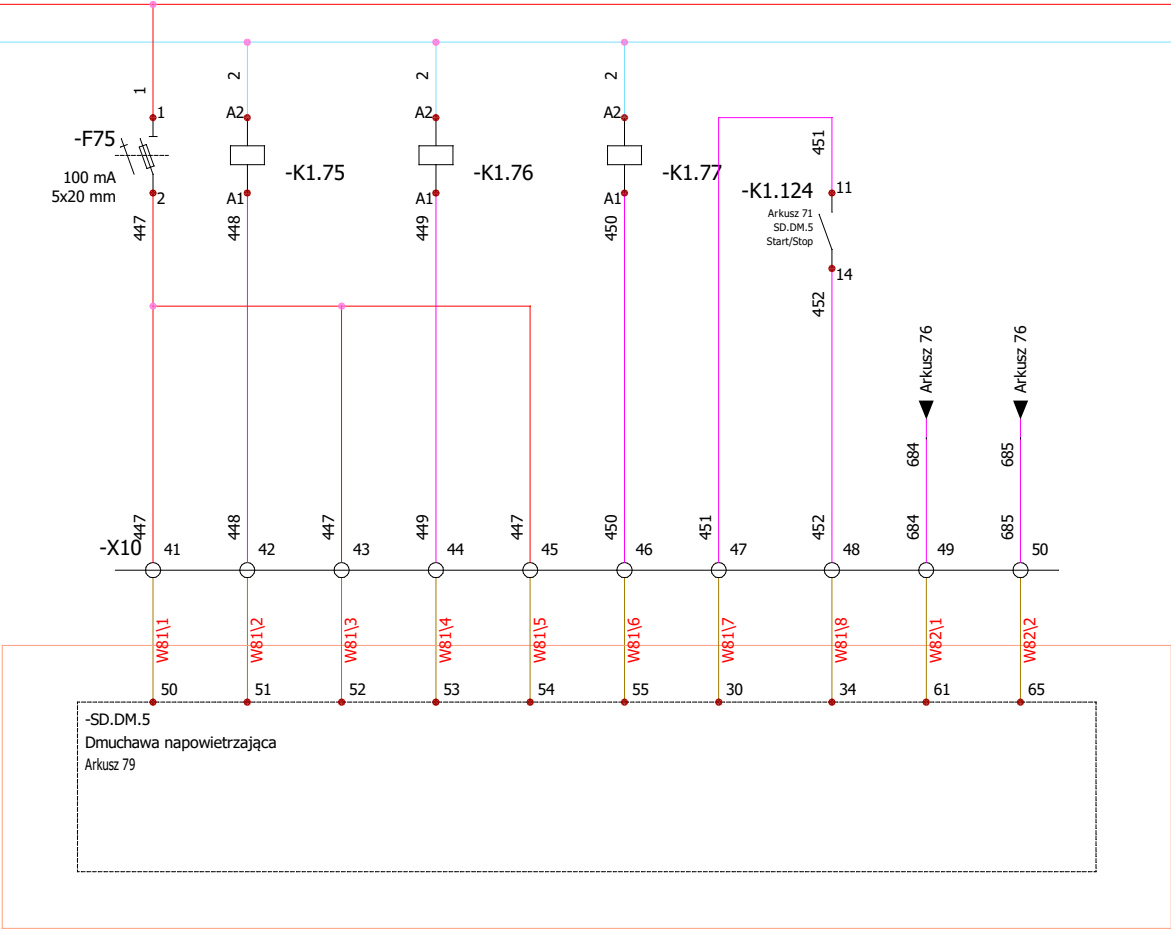 1
2
2
2
1
A2
A2
A2
-F75
100 mA
5x20 mm
-K1.75
-K1.76
-K1.77
451
2
A1
A1
A1
-K1.124
11
Arkusz 71
SD.DM.5
Start/Stop
447
448
449
450
14
452
Arkusz 76
Arkusz 76
684
685
447
448
447
449
447
450
451
452
684
685
-X10
41
42
43
44
45
46
47
48
49
50
W81\1
W81\2
W81\3
W81\4
W81\5
W81\6
W81\7
W81\8
W82\1
W82\2
50
51
52
53
54
55
30
34
61
65
-SD.DM.5
Dmuchawa napowietrzająca
Arkusz 79